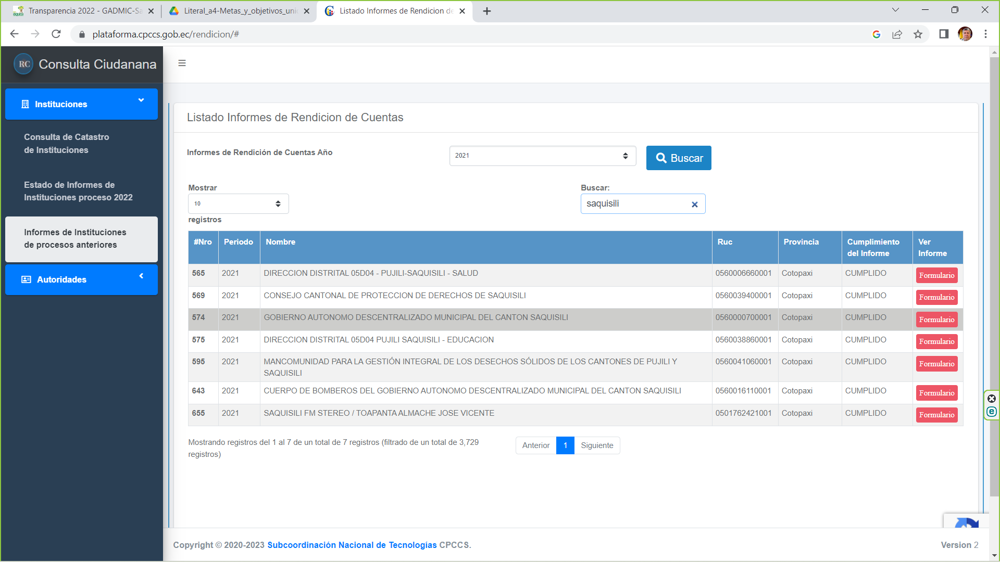 Transparencia 2022 - GADMIC-Sa
Literal_a4-Metas_y_objetivos_uni
Listado Informes de Rendicion de
plataforma.cpccs.gob.ec/rendicion/#
RC Consulta Ciudanana
Instituciones
Consulta de Catastro
de Instituciones
Estado de Informes de
Instituciones proceso 2022
Informes de Instituciones
de procesos anteriores
Autoridades
Listado Informes de Rendicion de Cuentas
Informes de Rendición de Cuentas Año 2021 Buscar
Mostrar
10
registros
Buscar:
saquisili
#Nro Periodo Nombre Ruc Provincia Cumplimiento del Informe Ver Informe
565 2021 DIRECCION DISTRITAL 05D04 - PUJILI-SAQUISILI - SALUD 0560006660001 Cotopaxi CUMPLIDO Formulario
569 2021 CONSEJO CANTONAL DE PROTECCION DE DERECHOS DE SAQUISILI 0560039400001 Cotopaxi CUMPLIDO Formulario
574 2021 GOBIERNO AUTONOMO DESCENTRALIZADO MUNICIPAL DEL CANTON SAQUISILI 0560000700001 Cotopaxi CUMPLIDO Formulario
575 2021 DIRECCION DISTRITAL 05D04 PUJILI SAQUISILI - EDUCACION 0560038860001 Cotopaxi CUMPLIDO Formulario
595 2021 MANCOMUNIDAD PARA LA GESTIÓN INTEGRAL DE LOS DESECHOS SÓLIDOS DE LOS CANTONES DE PUJILI Y 0560041060001 Cotopaxi CUMPLIDO Formulario
SAQUISILI
643 2021 CUERPO DE BOMBEROS DEL GOBIERNO AUTONOMO DESCENTRALIZADO MUNICIPAL DEL CANTON SAQUISILI 0560016110001 Cotopaxi CUMPLIDO Formulario
655 2021 SAQUISILI FM STEREO / TOAPANTA ALMACHE JOSE VICENTE 0501762421001 Cotopaxi CUMPLIDO Formulario
Mostrando registros del 1 al 7 de un total de 7 registros (filtrado de un total de 3,729
registros)
Anterior 1 Siguiente
Copyright © 2020-2023 Subcoordinación Nacional de Tecnologías CPCCS.
Version 2